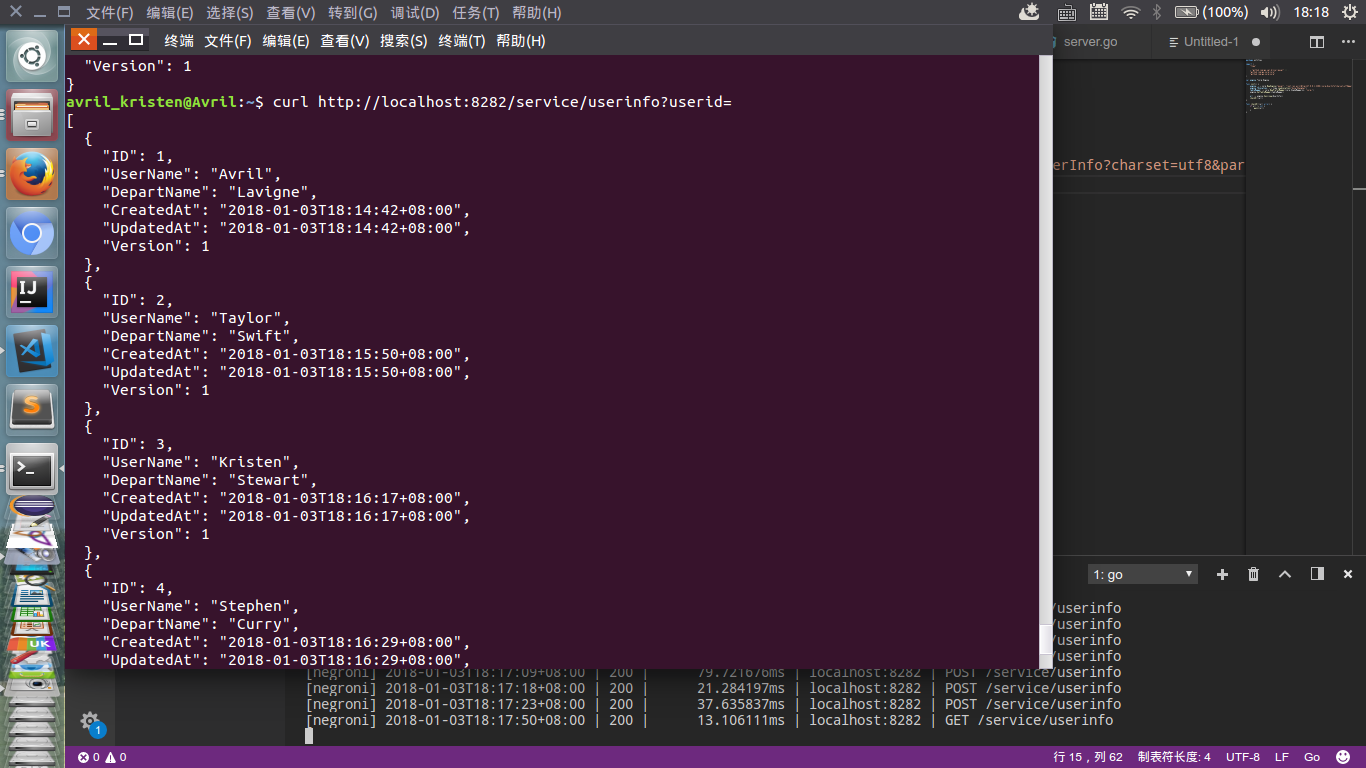 文件(F) 编辑(E) 选择(S) 查看(V) 转到(G) 调试(D) 任务(T) 帮助(H) (100%) 18:18
终端 文件(F) 编辑(E) 查看(V) 搜索(S) 终端(T) 帮助(H)
server.go Untitled-1
"Version": 1
}
avril_kristen@Avril:~$ curl http://localhost:8282/service/userinfo?userid=
[
{
"ID": 1,
"UserName": "Avril",
"DepartName": "Lavigne",
"CreatedAt": "2018-01-03T18:14:42+08:00",
"UpdatedAt": "2018-01-03T18:14:42+08:00",
"Version": 1
},
{
"ID": 2,
"UserName": "Taylor",
"DepartName": "Swift",
"CreatedAt": "2018-01-03T18:15:50+08:00",
"UpdatedAt": "2018-01-03T18:15:50+08:00",
"Version": 1
},
{
"ID": 3,
"UserName": "Kristen",
"DepartName": "Stewart",
"CreatedAt": "2018-01-03T18:16:17+08:00",
"UpdatedAt": "2018-01-03T18:16:17+08:00",
"Version": 1
},
{
"ID": 4,
"UserName": "Stephen",
"DepartName": "Curry",
"CreatedAt": "2018-01-03T18:16:29+08:00",
"UpdatedAt": "2018-01-03T18:16:29+08:00",
erInfo?charset=utf8&par
1: go
/userinfo
/userinfo
/userinfo
/userinfo
[negroni] 2018-01-03T18:17:09+08:00 | 200 | 79.721676ms | localhost:8282 | POST /service/userinfo
[negroni] 2018-01-03T18:17:18+08:00 | 200 | 21.284197ms | localhost:8282 | POST /service/userinfo
[negroni] 2018-01-03T18:17:23+08:00 | 200 | 37.635837ms | localhost:8282 | POST /service/userinfo
[negroni] 2018-01-03T18:17:50+08:00 | 200 | 13.106111ms | localhost:8282 | GET /service/userinfo
IJ
UK
1
0 0 行 15，列 62 制表符长度: 4 UTF-8 LF Go